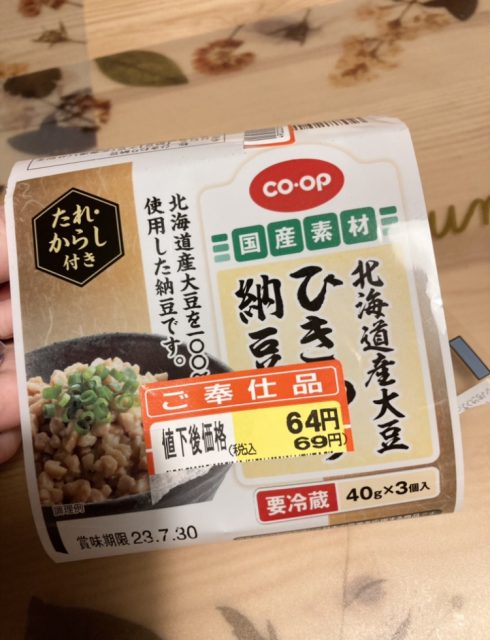 CO・OP
国産素材
北海道産大豆
ひき
納豆
北海道産大豆を100%
使用した納豆です。
たれ・
からし
付き
ご奉仕品
値下後価格
64円
(税込 69円)
要冷蔵
40g×3個入
調理例
賞味期限 23.7.30